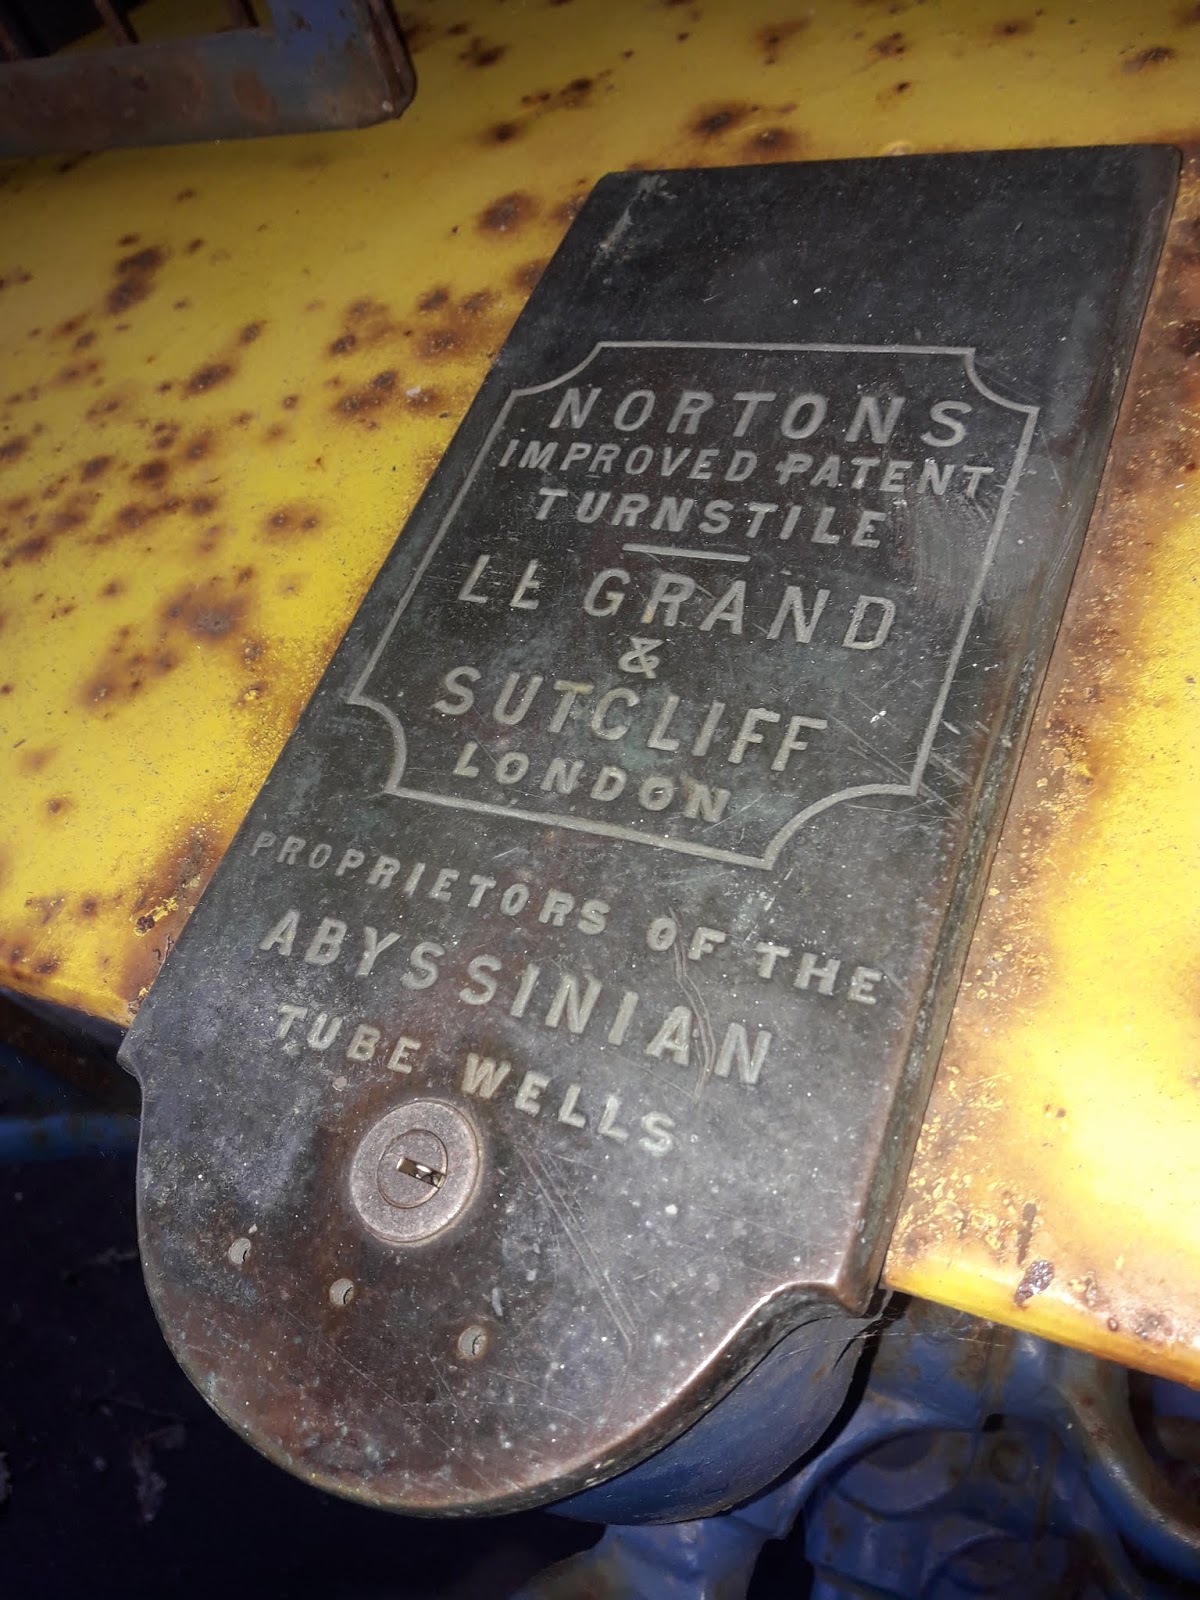 NORTONS
IMPROVED PATENT
TURNSTILE
LE GRAND
&
SUTCLIFF
LONDON
PROPRIETORS OF THE
ABYSSINIAN
TUBE WELLS